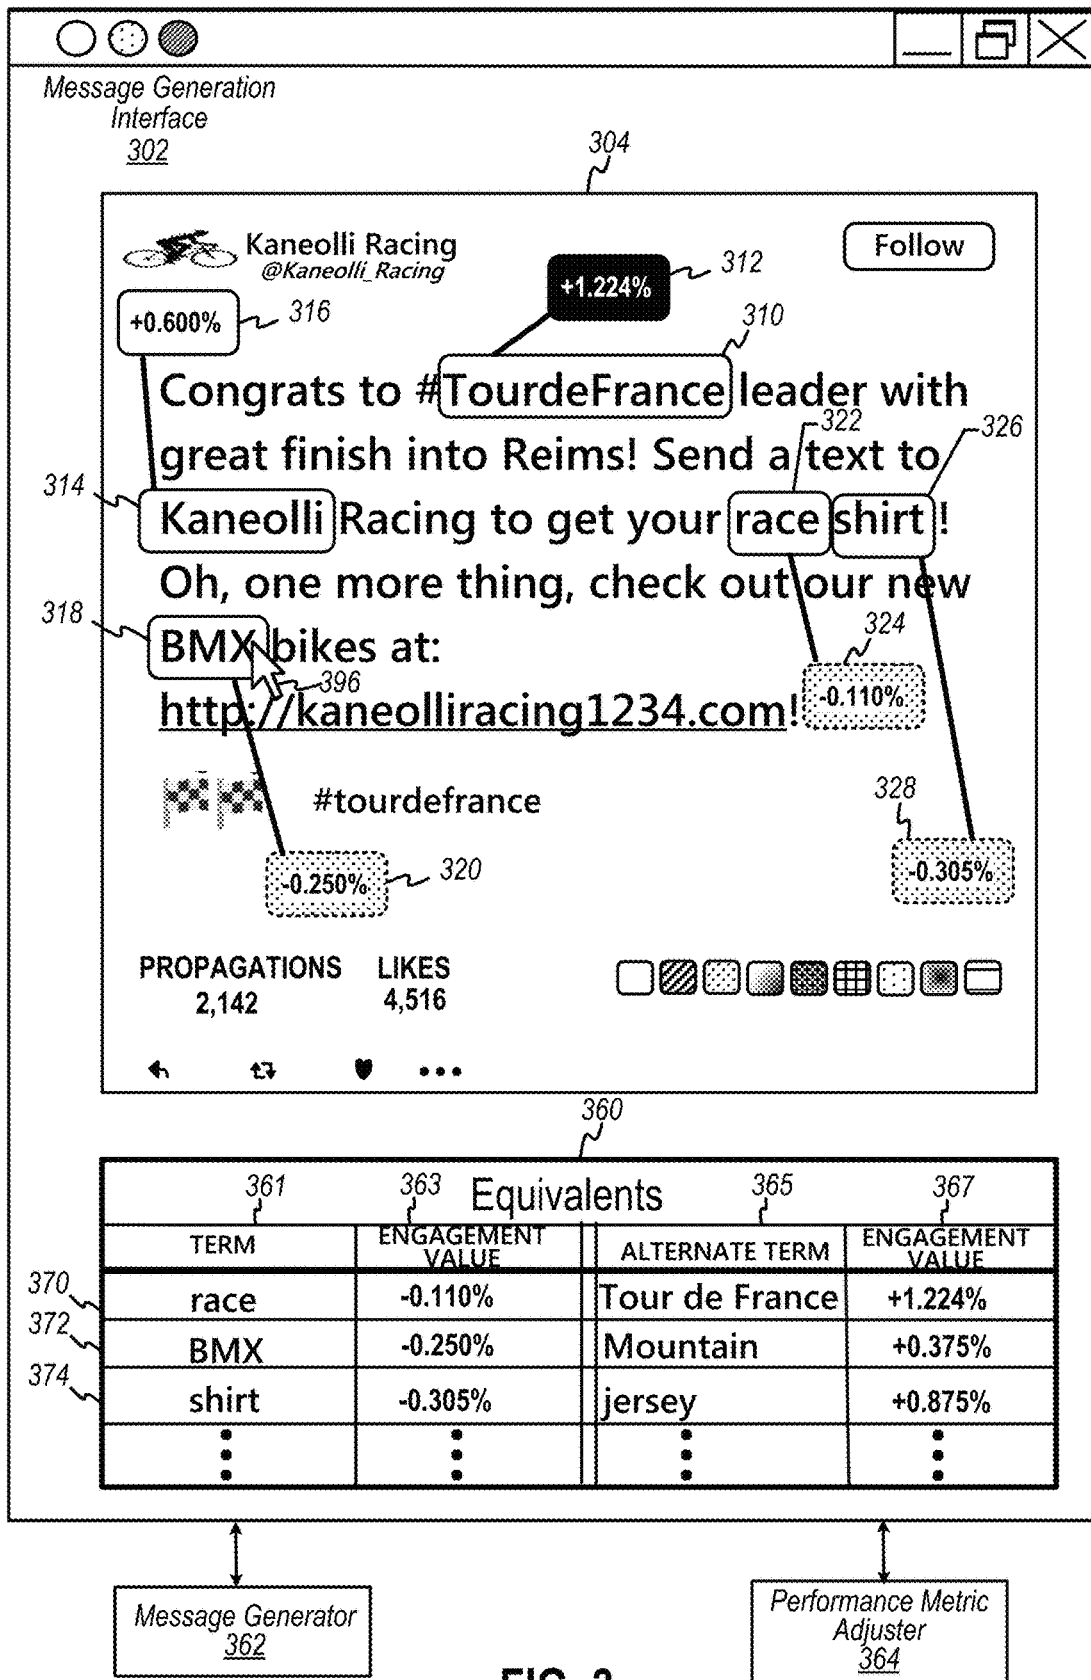 Message Generation
Interface
302
304
Kaneolli Racing
@Kaneolli_Racing
Follow
+1.224%
312
+0.600%
316
310
Congrats to #TourdeFrance leader with
322
326
great finish into Reims! Send a text to
314
Kaneolli Racing to get your race shirt !
Oh, one more thing, check out our new
318
BMX bikes at:
324
396
-0.110%
http://kaneolliracing1234.com!
#tourdefrance
328
-0.250%
320
-0.305%
PROPAGATIONS LIKES
2,142 4,516
360
361 363 Equivalents 365 367
TERM ENGAGEMENT VALUE ALTERNATE TERM ENGAGEMENT VALUE
370 race -0.110% Tour de France +1.224%
372 BMX -0.250% Mountain +0.375%
374 shirt -0.305% jersey +0.875%
Message Generator
362
Performance Metric
Adjuster
364